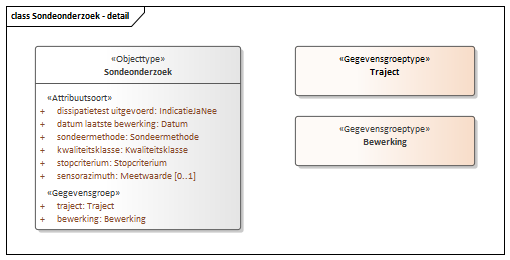 class Sondeonderzoek - detail
«Objecttype»
Sondeonderzoek
«Attribuutsoort»
+ dissipatietest uitgevoerd: IndicatieJaNee
+ datum laatste bewerking: Datum
+ sondeermethode: Sondeermethode
+ kwaliteitsklasse: Kwaliteitsklasse
+ stopcriterium: Stopcriterium
+ sensorazimuth: Meetwaarde [0..1]
«Gegevensgroep»
+ traject: Traject
+ bewerking: Bewerking
«Gegevensgroeptype»
Traject
«Gegevensgroeptype»
Bewerking